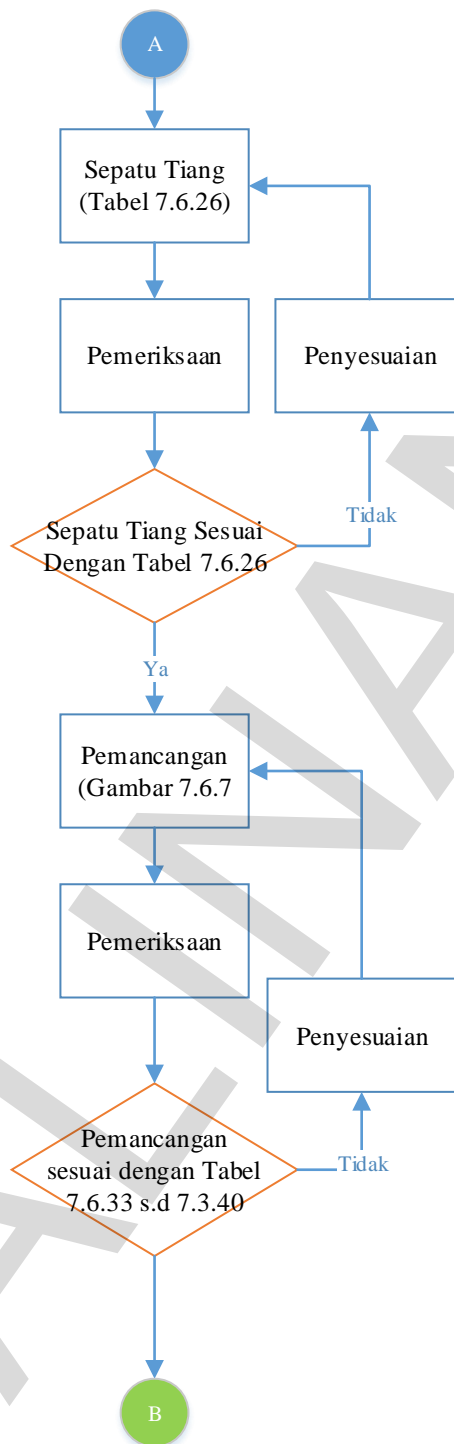 A
Sepatu Tiang
(Tabel 7.6.26)
Pemeriksaan
Penyesuaian
Sepatu Tiang Sesuai
Dengan Tabel 7.6.26
Tidak
Ya
Pemancangan
(Gambar 7.6.7
Pemeriksaan
Penyesuaian
Pemancangan
sesuai dengan Tabel
7.6.33 s.d 7.3.40
Tidak
B